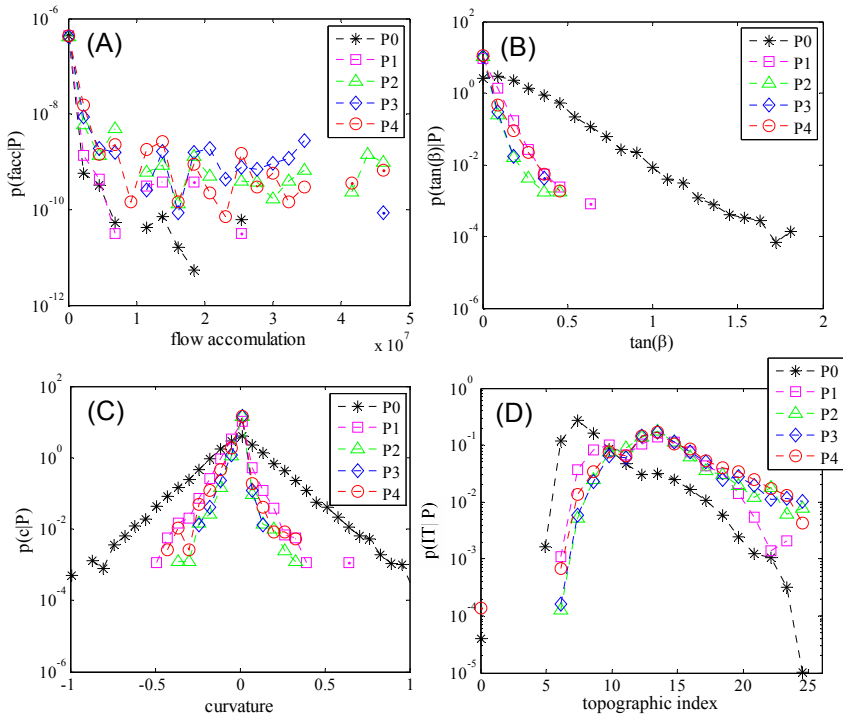 (A)
P0
P1
P2
P3
P4
10^-6
10^-8
10^-10
10^-12
p(facc|P)
0 1 2 3 4 5
flow accomulation
x 10^7
(B)
P0
P1
P2
P3
P4
10^2
10^0
10^-2
10^-4
10^-6
p(tan(β)|P)
0 0.5 1 1.5 2
tan(β)
(C)
P0
P1
P2
P3
P4
10^2
10^0
10^-2
10^-4
10^-6
p(c|P)
-1 -0.5 0 0.5 1
curvature
(D)
P0
P1
P2
P3
P4
10^0
10^-1
10^-2
10^-3
10^-4
10^-5
p(IT|P)
0 5 10 15 20 25
topographic index